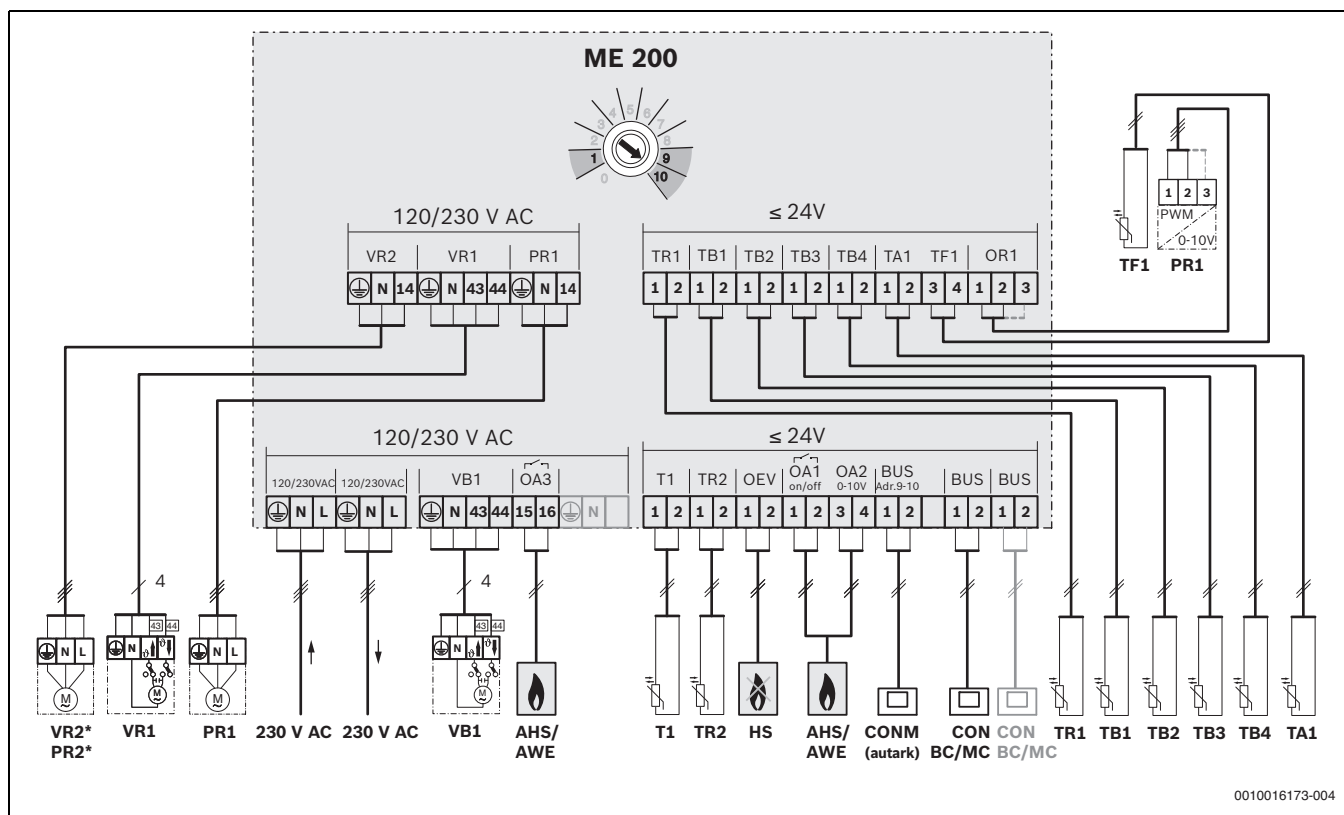 ME 200
0 1 2 3 4 5 6 7 8 9 10
120/230 V AC
≤ 24V
VR2 VR1 PR1
TR1 TB1 TB2 TB3 TB4 TA1 TF1 OR1
N 14 N 43 44 N 14
1 2 1 2 1 2 1 2 1 2 1 2 3 4 1 2 3
1 2 3
PWM
0-10V
TF1 PR1
120/230 V AC
≤ 24V
120/230VAC 120/230VAC VB1 OA3
T1 TR2 OEV OA1 OA2 BUS BUS BUS
on/off 0-10V Adr.9-10
N L N L N 43 44 15 16 N
1 2 1 2 1 2 1 2 3 4 1 2 1 2 1 2
4
4
43 44
43 44
N L
N ϑ ϑ
N L
N ϑ ϑ
M ~
M ~
M ~
M ~
VR2* VR1 PR1 230 V AC 230 V AC VB1 AHS/ T1 TR2 HS AHS/ CONM CON CON TR1 TB1 TB2 TB3 TB4 TA1
PR2* AWE AWE (autark) BC/MC BC/MC
0010016173-004